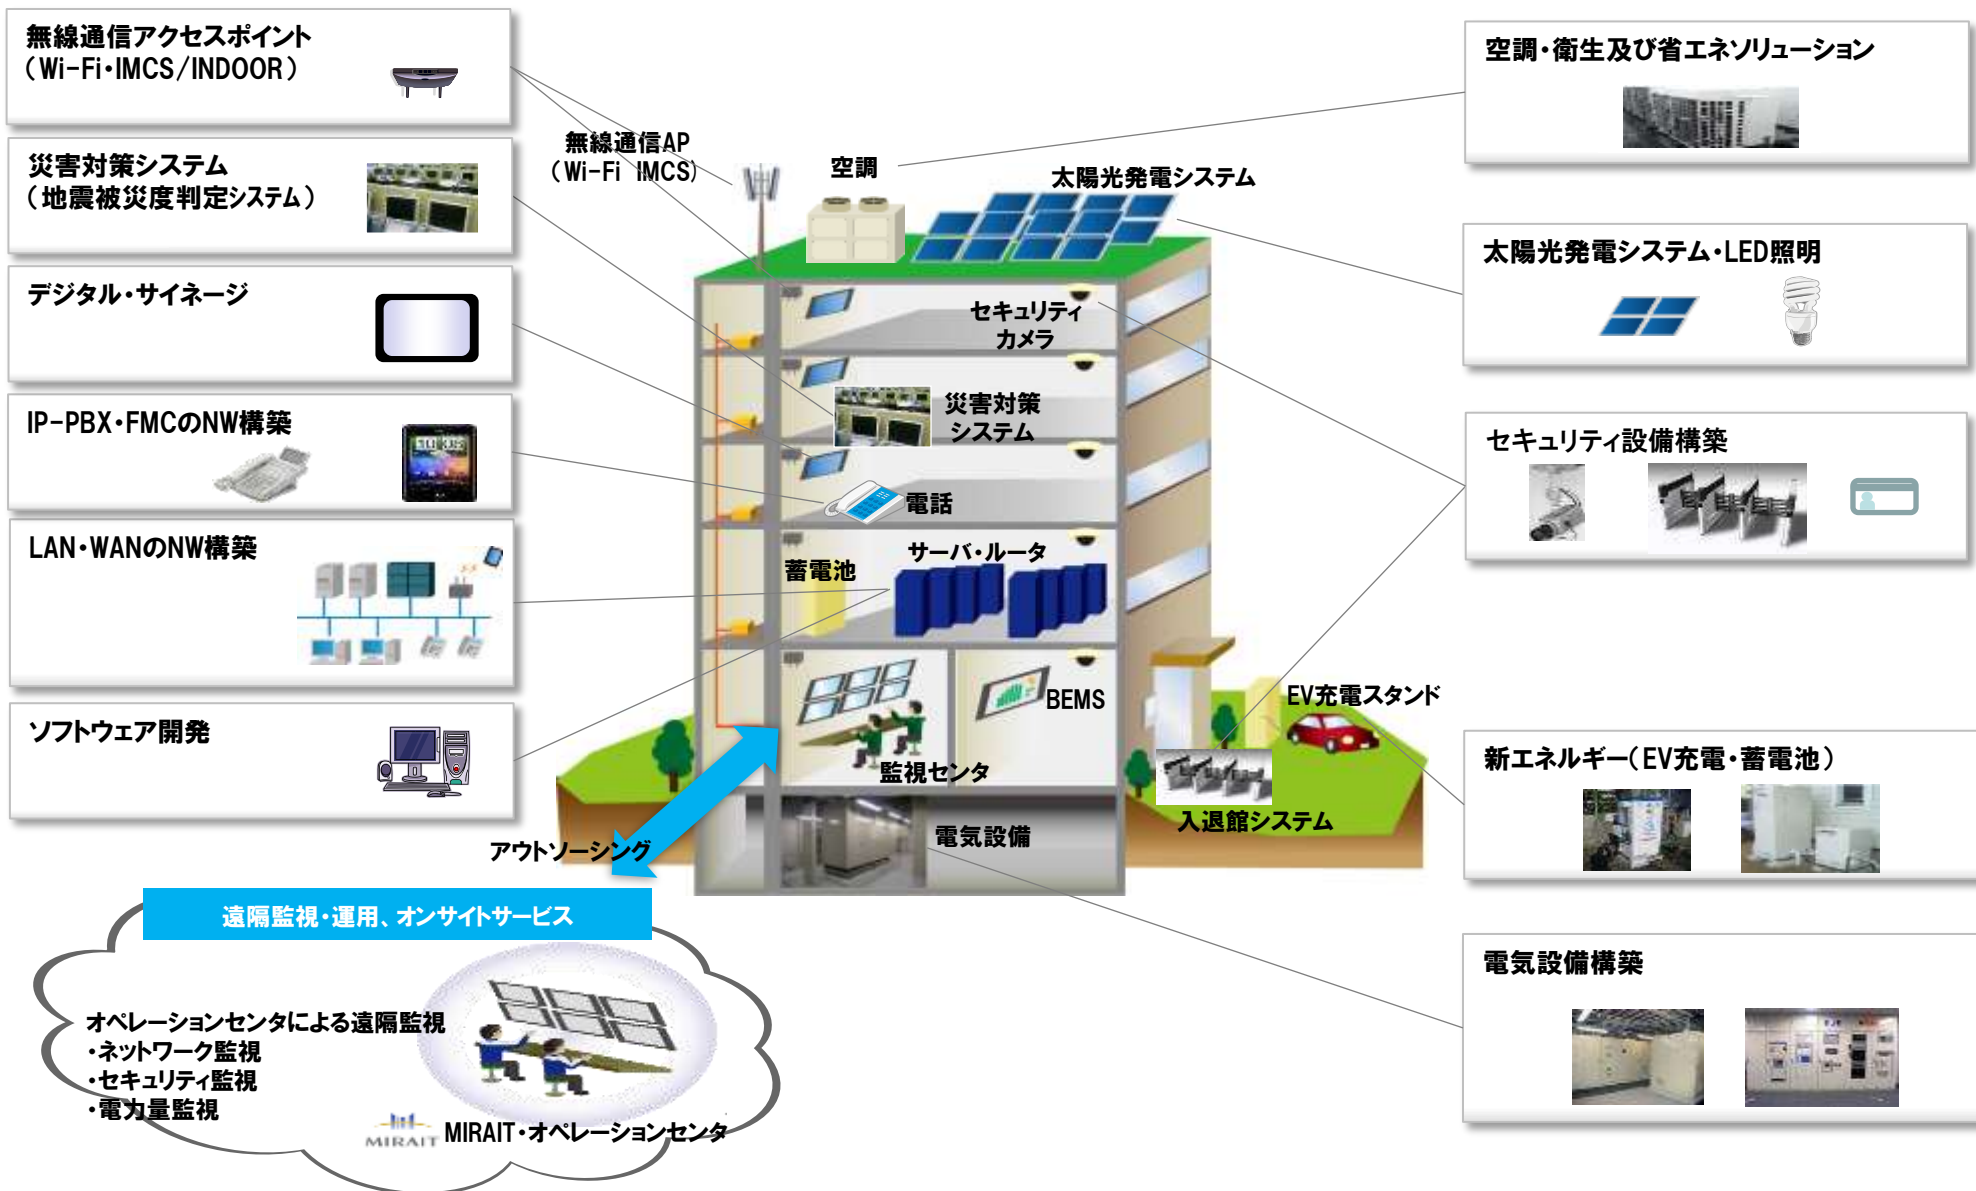 無線通信アクセスポイント
（Wi-Fi・IMCS/INDOOR）
災害対策システム
（地震被災度判定システム）
デジタル・サイネージ
IP-PBX・FMCのNW構築
LAN・WANのNW構築
ソフトウェア開発
無線通信AP
（Wi-Fi IMCS）
空調
太陽光発電システム
セキュリティ
カメラ
災害対策
システム
電話
サーバ・ルータ
蓄電池
BEMS
監視センタ
EV充電スタンド
入退館システム
電気設備
アウトソーシング
空調・衛生及び省エネソリューション
太陽光発電システム・LED照明
セキュリティ設備構築
新エネルギー（EV充電・蓄電池）
電気設備構築
遠隔監視・運用、オンサイトサービス
オペレーションセンタによる遠隔監視
・ネットワーク監視
・セキュリティ監視
・電力量監視
MIRAIT
MIRAIT・オペレーションセンタ